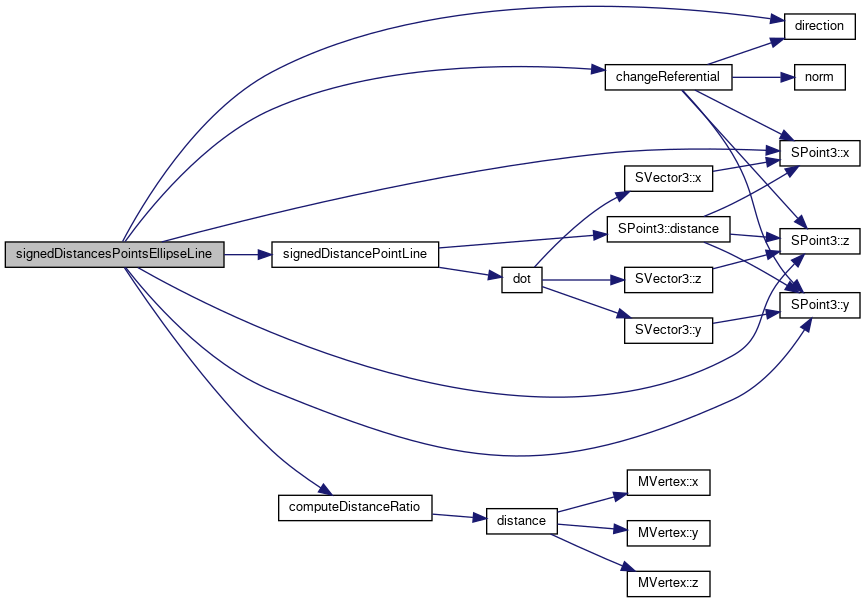 direction
changeReferential
norm
SPoint3::x
SVector3::x
SPoint3::distance
signedDistancesPointsEllipseLine
signedDistancePointLine
SPoint3::z
dot
SVector3::z
SPoint3::y
SVector3::y
MVertex::x
computeDistanceRatio
distance
MVertex::y
MVertex::z